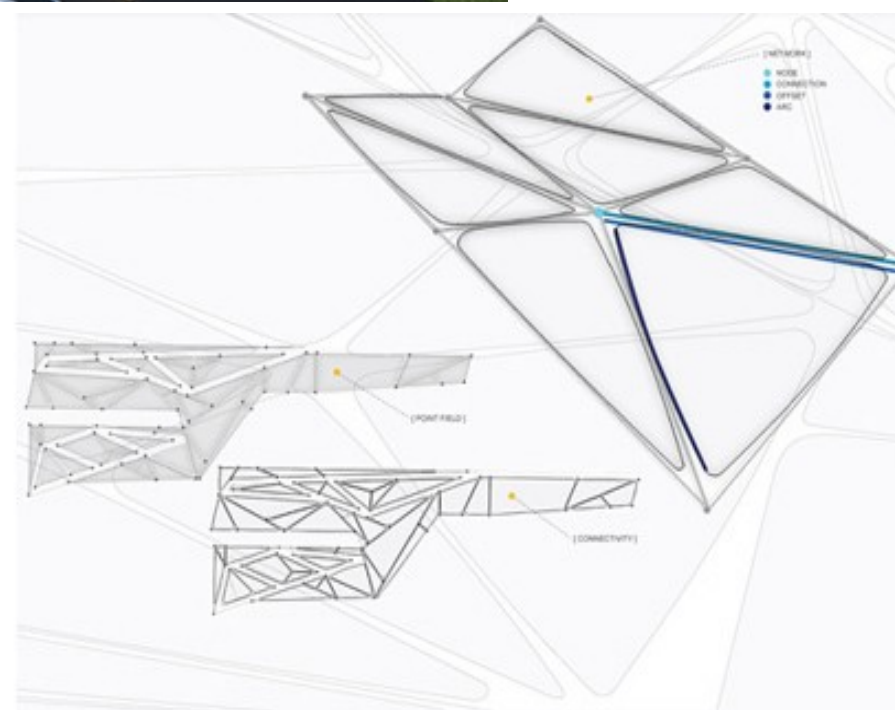 [ NETWORK ]
NODE
CONNECTION
OFFSET
ARC
[ POINT FIELD ]
[ CONNECTIVITY ]